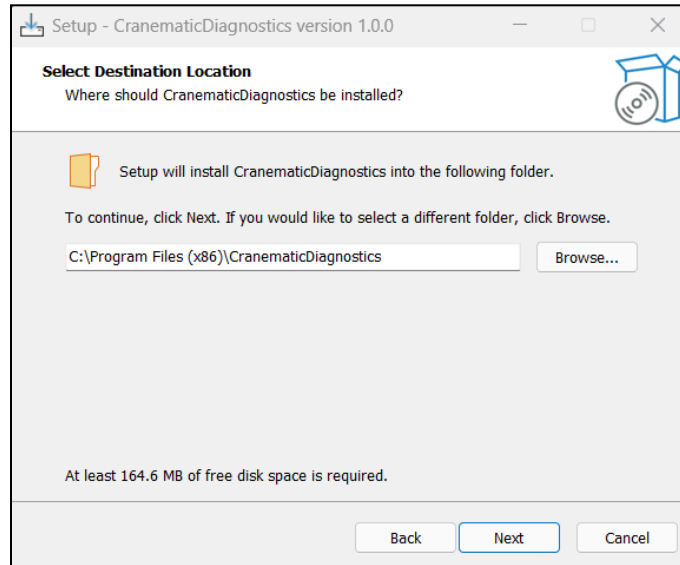 Setup - CranematicDiagnostics version 1.0.0
Select Destination Location
Where should CranematicDiagnostics be installed?
Setup will install CranematicDiagnostics into the following folder.
To continue, click Next. If you would like to select a different folder, click Browse.
C:\Program Files (x86)\CranematicDiagnostics
Browse...
At least 164.6 MB of free disk space is required.
Back
Next
Cancel